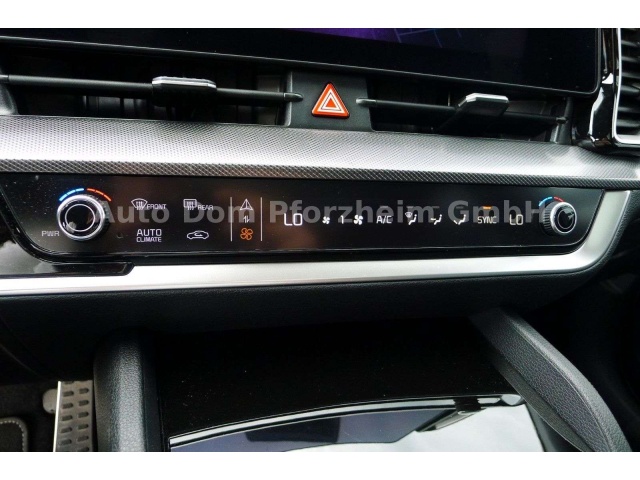 FRONT
REAR
Auto Dom Pforzheim GmbH
PWR
AUTO
CLIMATE
LO
1
A/C
SYNC
LO